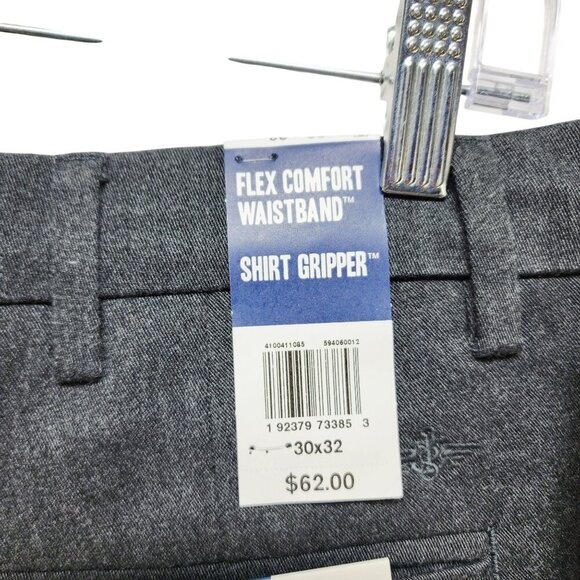 FLEX COMFORT
WAISTBAND™
SHIRT GRIPPER™
4100411085 594060012
1 92379 73385 3
30x32
$62.00